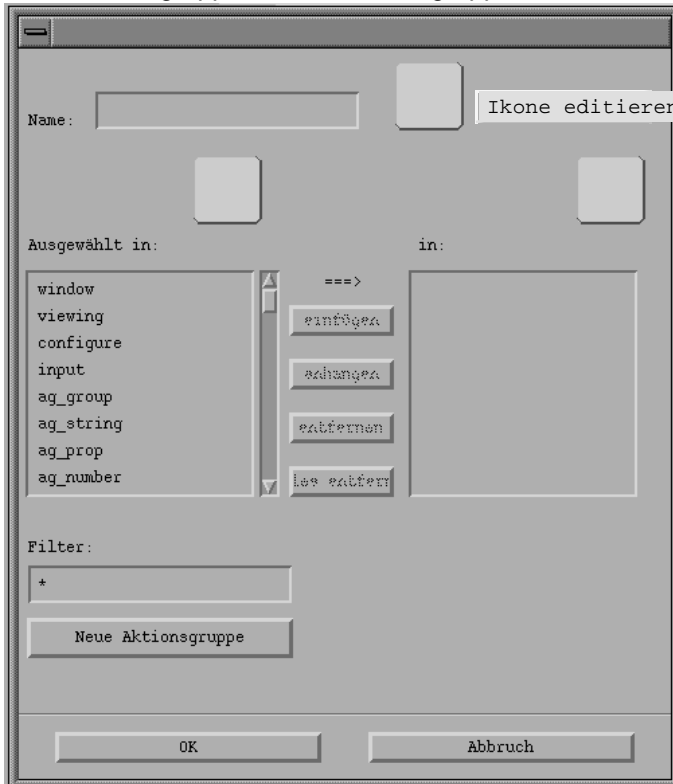 Name:
Ikone editieren
Ausgewählt in:
in:
window
viewing
configure
input
ag_group
ag_string
ag_prop
ag_number
===>
einfügen
anhängen
entfernen
los entfern
Filter:
*
Neue Aktionsgruppe
OK
Abbruch